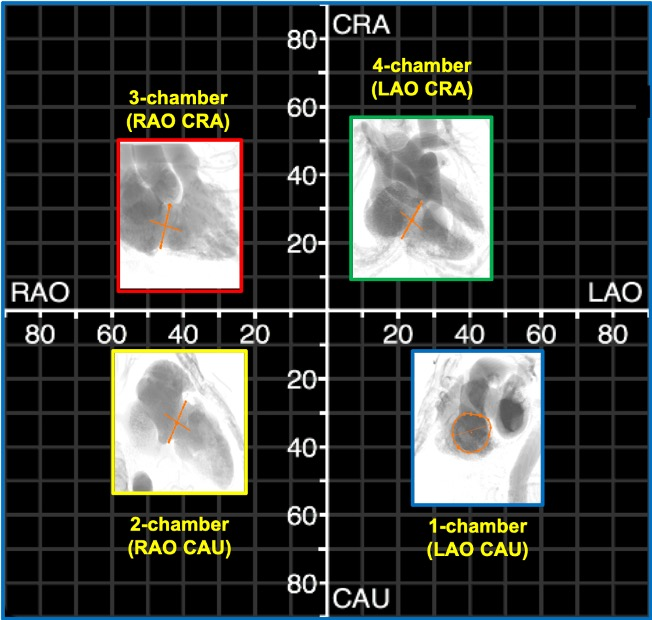 CRA
80
4-chamber
(LAO CRA)
3-chamber
(RAO CRA)
60
40
20
RAO
LAO
80 60 40 20
20 40 60 80
20
40
60
80
2-chamber
(RAO CAU)
1-chamber
(LAO CAU)
CAU